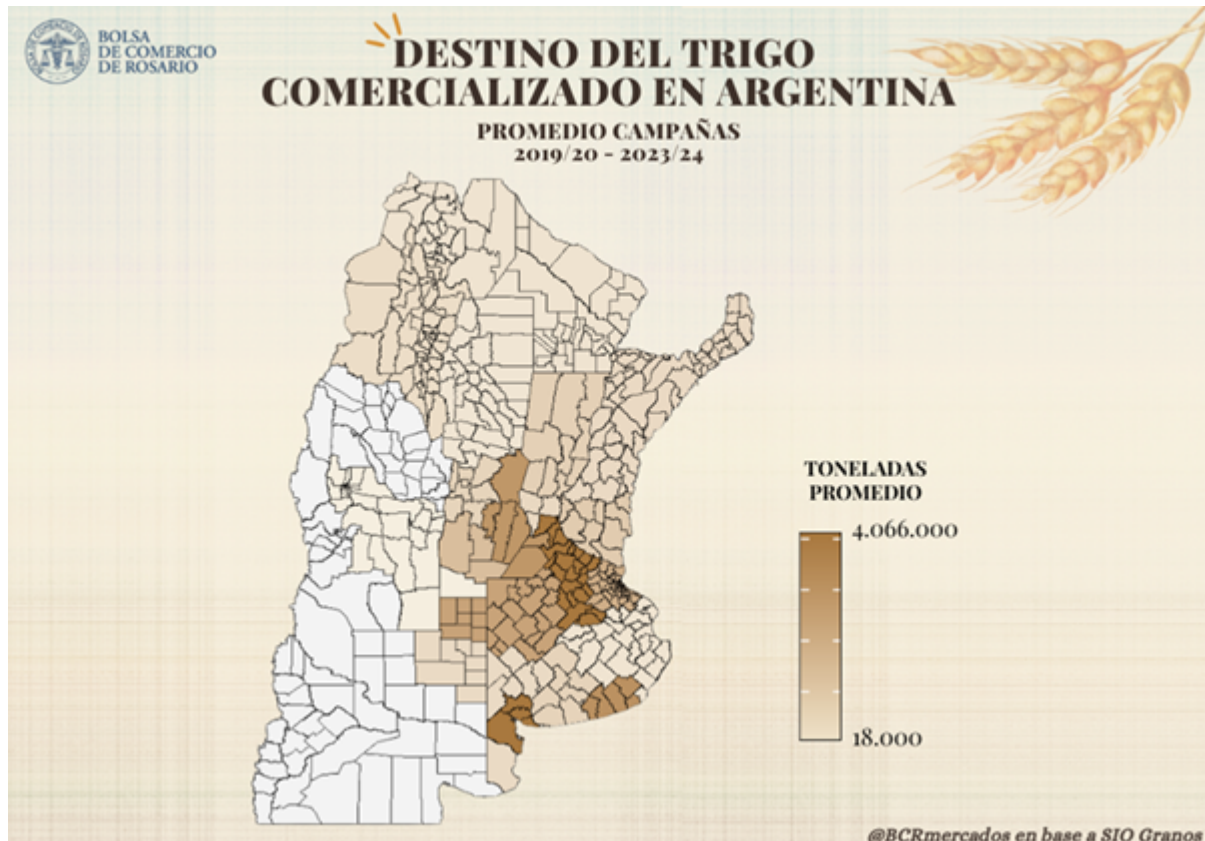 BOLSA
DE COMERCIO
DE ROSARIO
DESTINO DEL TRIGO
COMERCIALIZADO EN ARGENTINA
PROMEDIO CAMPAÑAS
2019/20 - 2023/24
TONELADAS
PROMEDIO
4.066.000
18.000
@BCRmercados en base a SIO Granos